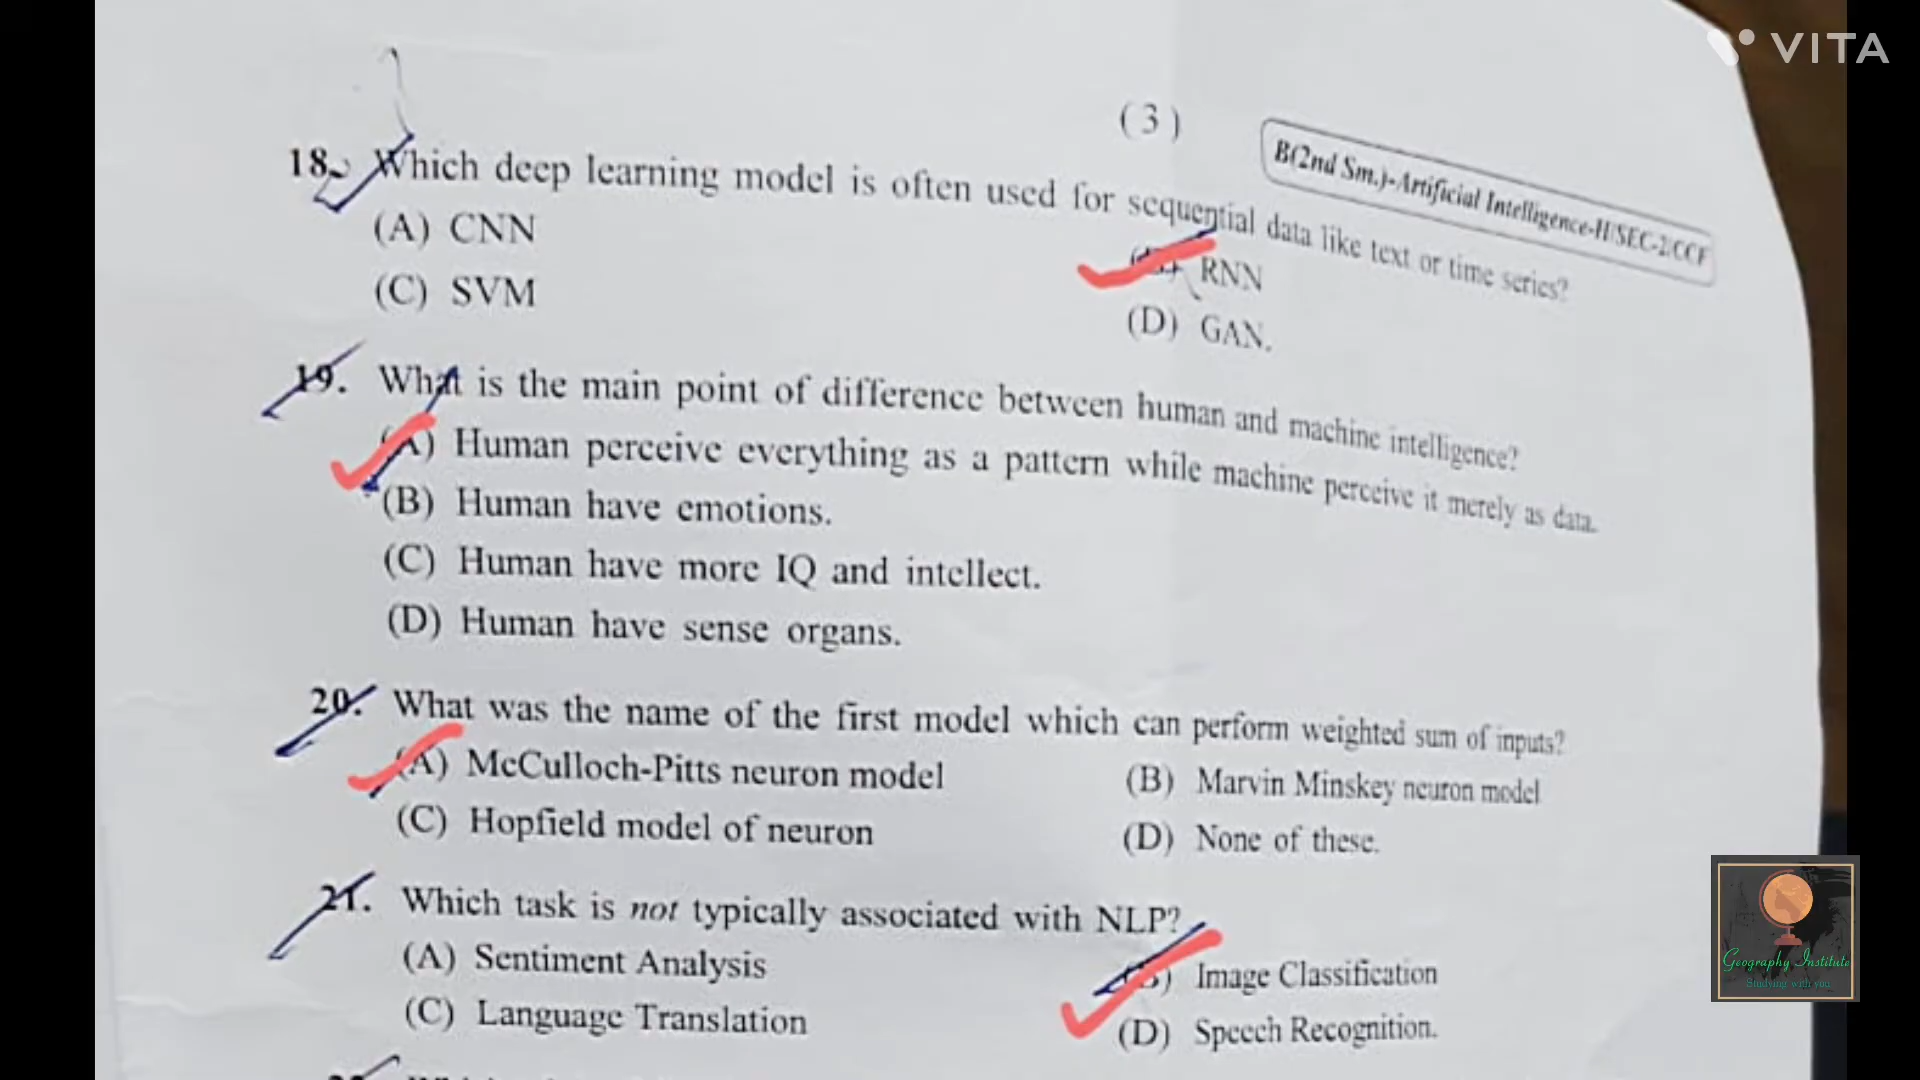 VITA
(3)
B(2nd Sm.)-Artificial Intelligence-H/SEC-2/CCF
18. Which deep learning model is often used for sequential data like text or time series?
(A) CNN
(B) RNN
(C) SVM
(D) GAN.
19. What is the main point of difference between human and machine intelligence?
(A) Human perceive everything as a pattern while machine perceive it merely as data.
(B) Human have emotions.
(C) Human have more IQ and intellect.
(D) Human have sense organs.
20. What was the name of the first model which can perform weighted sum of inputs?
(A) McCulloch-Pitts neuron model
(B) Marvin Minskey neuron model
(C) Hopfield model of neuron
(D) None of these.
21. Which task is not typically associated with NLP?
(A) Sentiment Analysis
(B) Image Classification
(C) Language Translation
(D) Speech Recognition.
Geography Institute
Studying with you